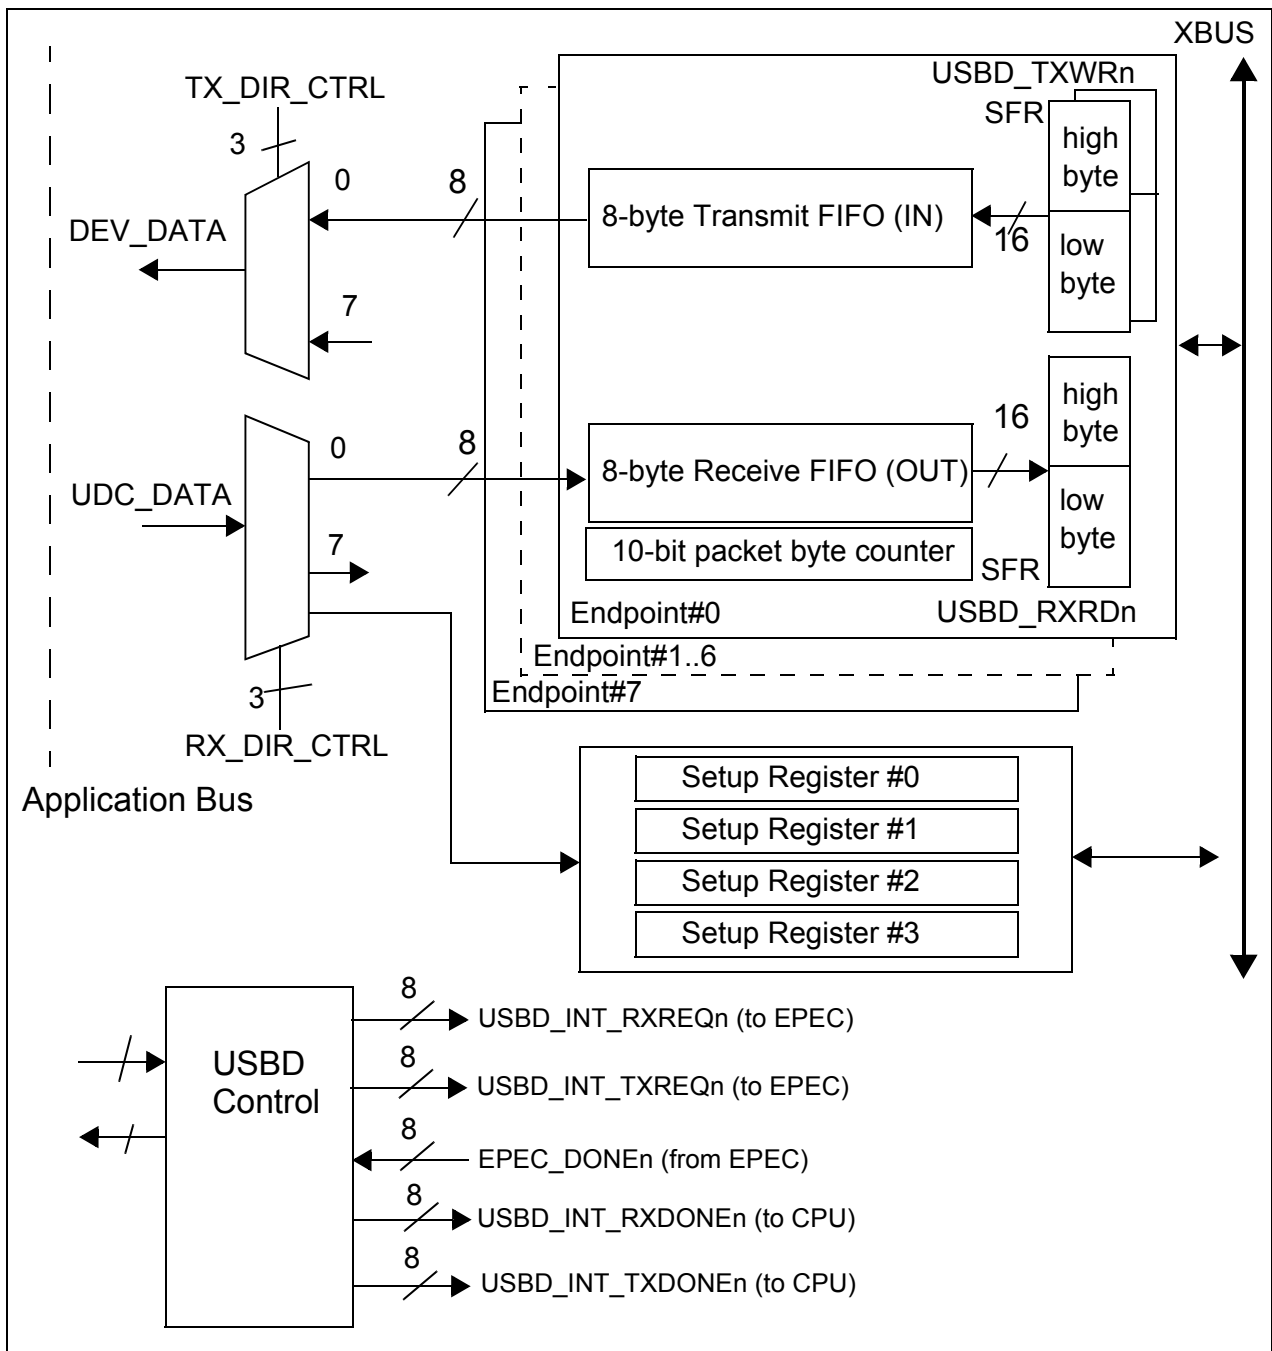 XBUS
USBD_TXWRn
TX_DIR_CTRL
SFR
3
high
byte
0
8
8-byte Transmit FIFO (IN)
16
DEV_DATA
low
byte
7
high
byte
16
0
8
8-byte Receive FIFO (OUT)
UDC_DATA
low
byte
7
10-bit packet byte counter
SFR
Endpoint#0
USBD_RXRDn
Endpoint#1..6
Endpoint#7
3
RX_DIR_CTRL
Application Bus
Setup Register #0
Setup Register #1
Setup Register #2
Setup Register #3
USBD
Control
8
USBD_INT_RXREQn (to EPEC)
8
USBD_INT_TXREQn (to EPEC)
8
EPEC_DONEn (from EPEC)
8
USBD_INT_RXDONEn (to CPU)
8
USBD_INT_TXDONEn (to CPU)